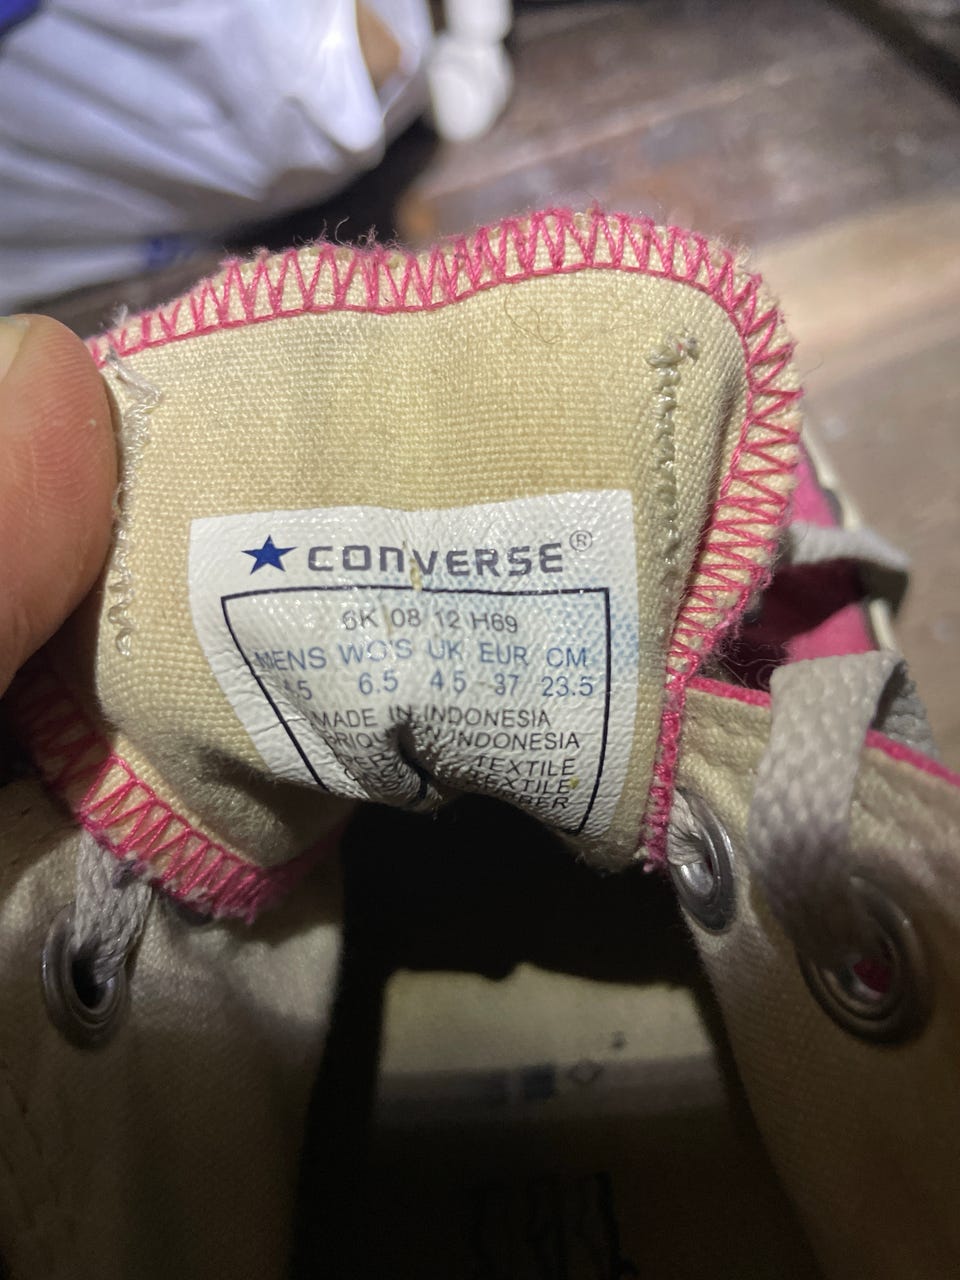 ★ CONVERSE®
6K 08 12 H69
MENS WO'S UK EUR CM
6.5 4.5 37 23.5
MADE IN INDONESIA
INDONESIA
TEXTILE
TEXTILE